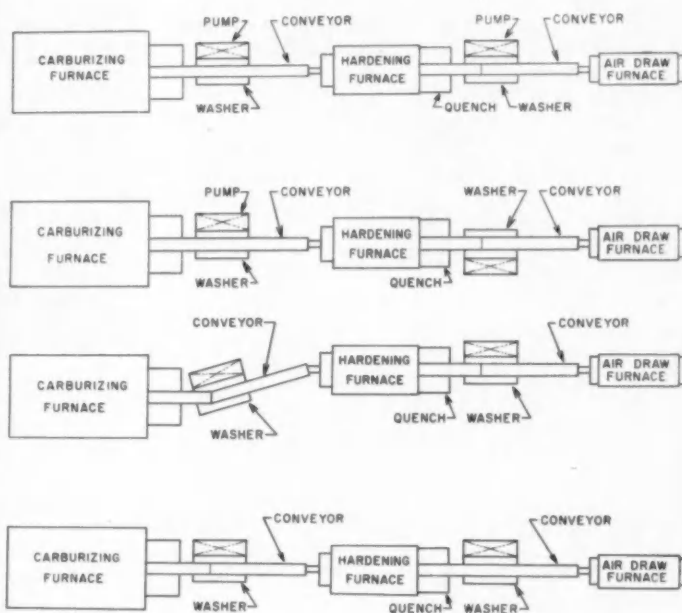 PUMP CONVEYOR PUMP CONVEYOR
CARBURIZING HARDENING AIR DRAW
FURNACE FURNACE FURNACE
WASHER QUENCH WASHER
PUMP CONVEYOR WASHER CONVEYOR
CARBURIZING HARDENING AIR DRAW
FURNACE FURNACE FURNACE
WASHER QUENCH
CONVEYOR CONVEYOR
CARBURIZING HARDENING AIR DRAW
FURNACE FURNACE FURNACE
WASHER QUENCH WASHER
CONVEYOR CONVEYOR
CARBURIZING HARDENING AIR DRAW
FURNACE FURNACE FURNACE
WASHER QUENCH WASHER